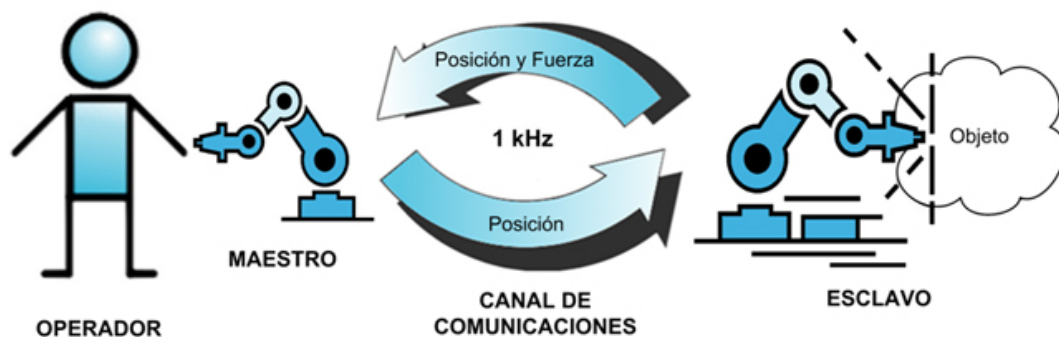 Posición y Fuerza
1 kHz
Objeto
Posición
MAESTRO
CANAL DE
COMUNICACIONES
ESCLAVO
OPERADOR